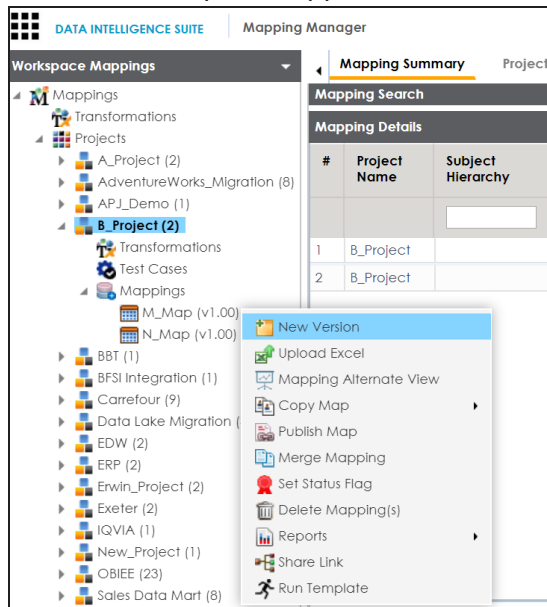 DATA INTELLIGENCE SUITE Mapping Manager
Workspace Mappings
Mappings
Transformations
Projects
A_Project (2)
AdventureWorks_Migration (8)
APJ_Demo (1)
B_Project (2)
Transformations
Test Cases
Mappings
M_Map (v1.00)
N_Map (v1.00)
BBT (1)
BFSI Integration (1)
Carrefour (9)
Data Lake Migration (
EDW (2)
ERP (2)
Erwin_Project (2)
Exeter (2)
IQVIA (1)
New_Project (1)
OBIEE (23)
Sales Data Mart (8)
Mapping Summary Project
Mapping Search
Mapping Details
# Project Name Subject Hierarchy
1 B_Project
2 B_Project
New Version
Upload Excel
Mapping Alternate View
Copy Map
Publish Map
Merge Mapping
Set Status Flag
Delete Mapping(s)
Reports
Share Link
Run Template